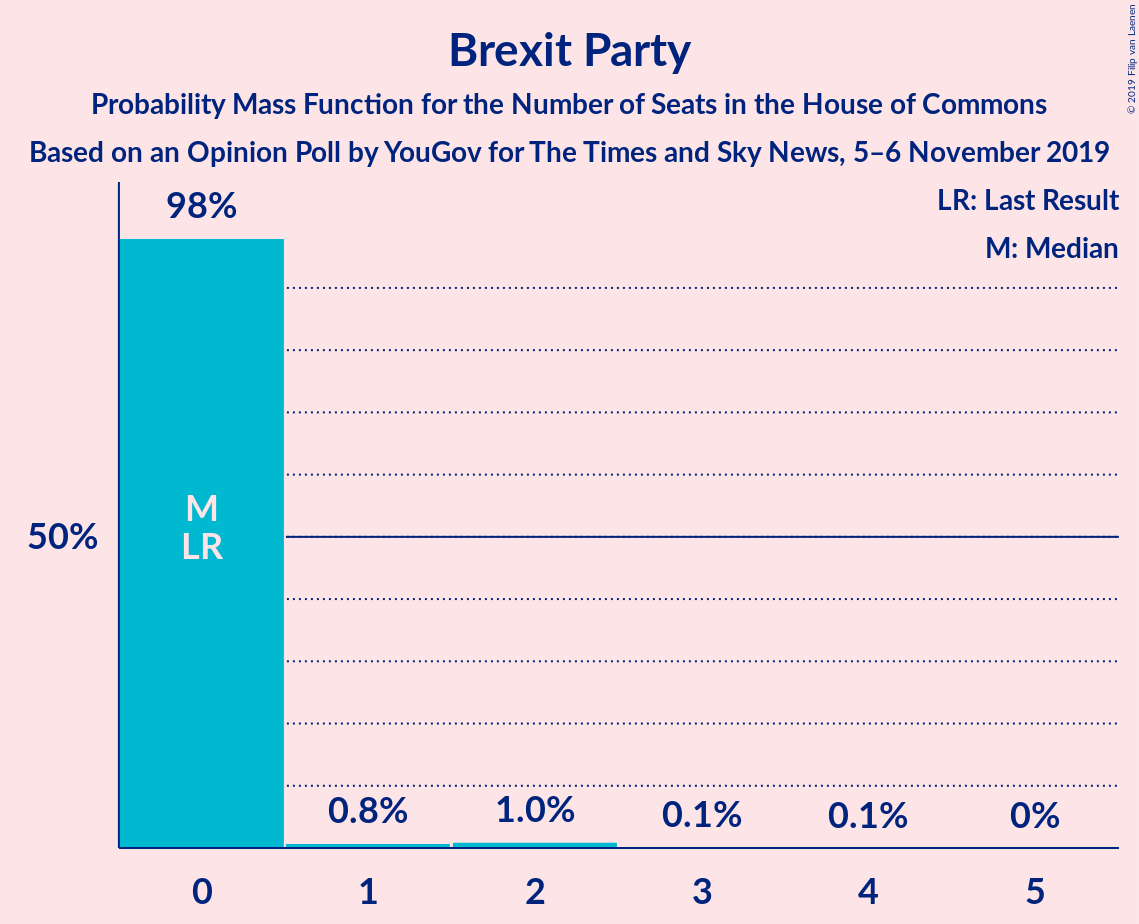 Brexit Party
Probability Mass Function for the Number of Seats in the House of Commons
Based on an Opinion Poll by YouGov for The Times and Sky News, 5–6 November 2019
© 2019 Filip van Laenen
LR: Last Result
M: Median
98%
M
LR
50%
0.8%
1.0%
0.1%
0.1%
0%
0
1
2
3
4
5